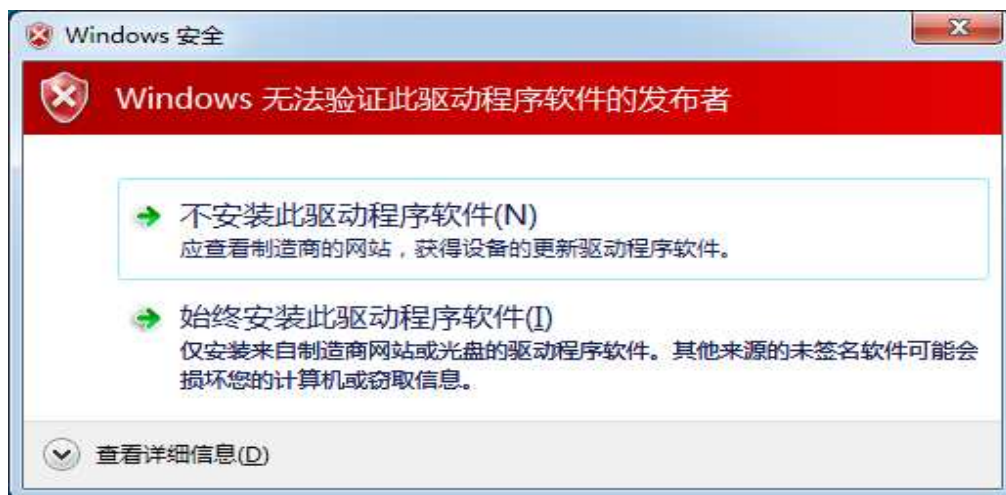 Windows 安全
Windows 无法验证此驱动程序软件的发布者
不安装此驱动程序软件(N)
应查看制造商的网站，获得设备的更新驱动程序软件。
始终安装此驱动程序软件(I)
仅安装来自制造商网站或光盘的驱动程序软件。其他来源的未签名软件可能会
损坏您的计算机或窃取信息。
查看详细信息(D)